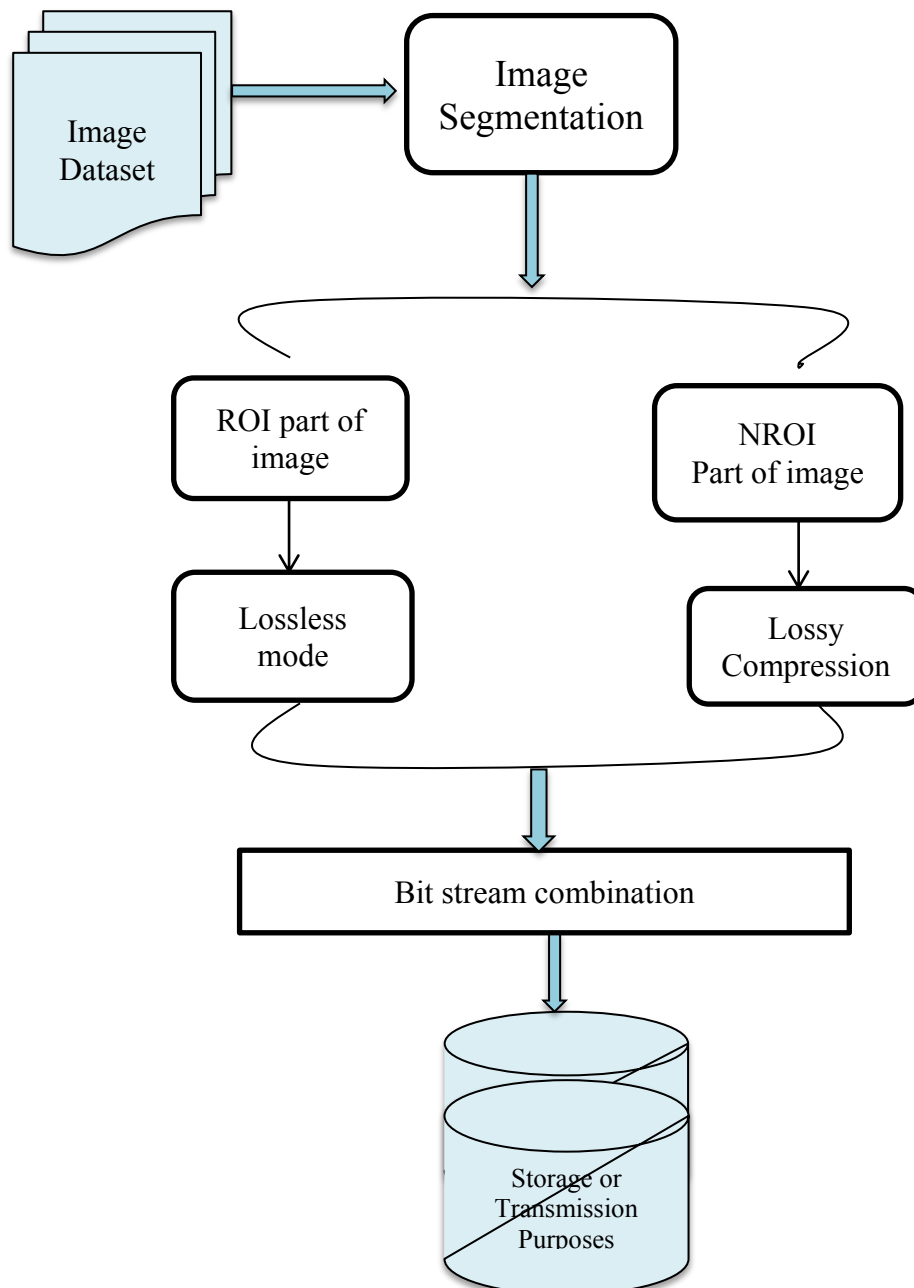 Image
Dataset
Image
Segmentation
ROI part of
image
NROI
Part of image
Lossless
mode
Lossy
Compression
Bit stream combination
Storage or
Transmission
Purposes